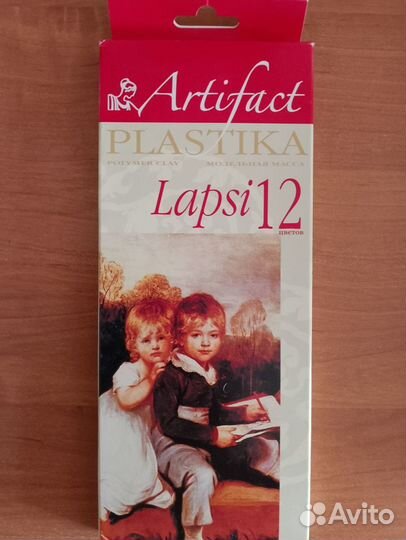 Artifact
PLASTIKA
POLYMER CLAY МОДЕЛЬНАЯ МАССА
Lapsi 12
цветов
Avito